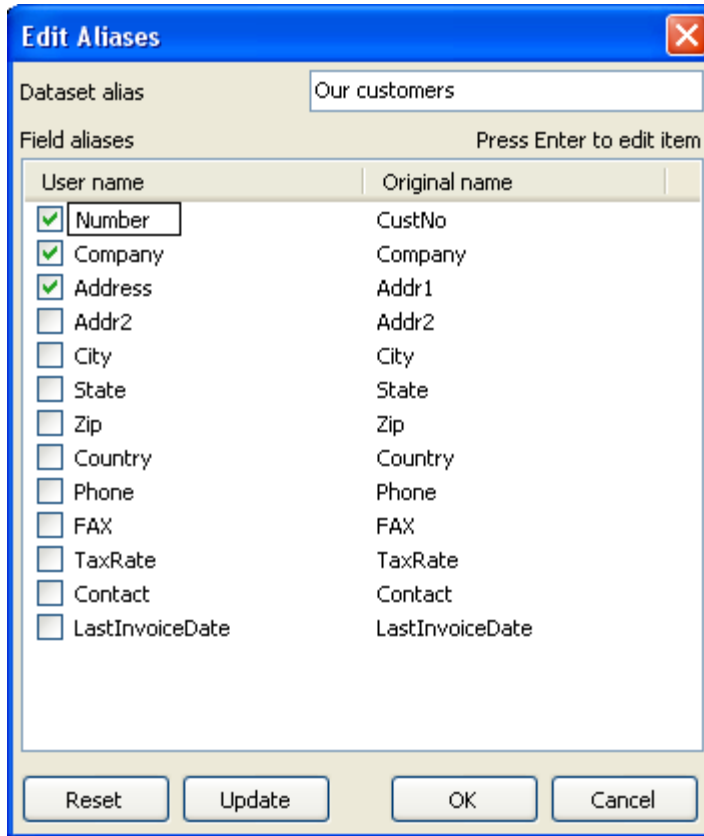 Edit Aliases
Dataset alias Our customers
Field aliases Press Enter to edit item
User name Original name
Number CustNo
Company Company
Address Addr1
Addr2 Addr2
City City
State State
Zip Zip
Country Country
Phone Phone
FAX FAX
TaxRate TaxRate
Contact Contact
LastInvoiceDate LastInvoiceDate
Reset Update OK Cancel